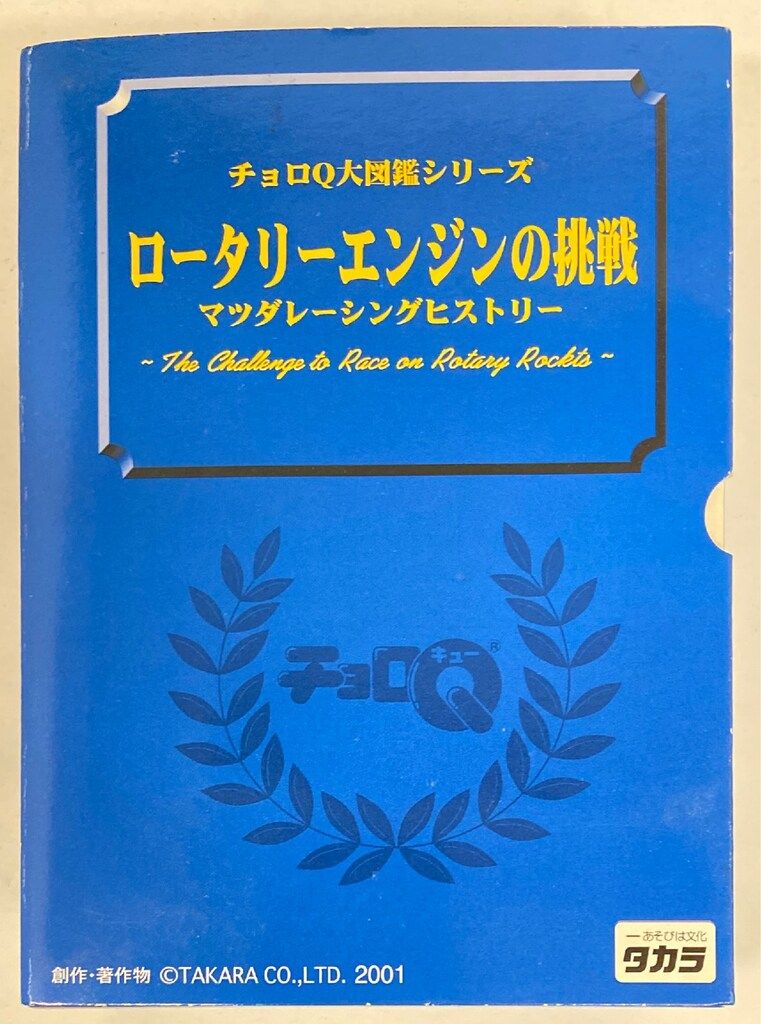 チョロQ大図鑑シリーズ
ロータリーエンジンの挑戦
マツダレーシングヒストリー
~ The Challenge to Race on Rotary Rockts ~
チョロQ キュー ®
創作・著作物 ©TAKARA CO.,LTD. 2001
—あそびは文化
タカラ